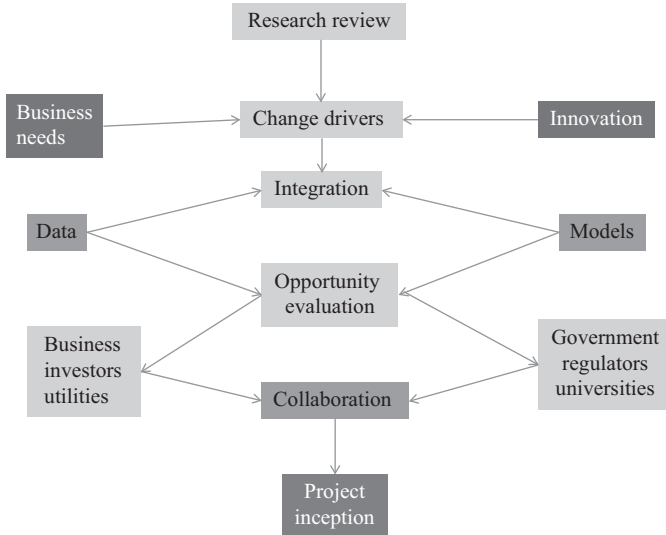 Research review
Business
needs
Change drivers
Innovation
Integration
Data
Models
Opportunity
evaluation
Business
investors
utilities
Government
regulators
universities
Collaboration
Project
inception